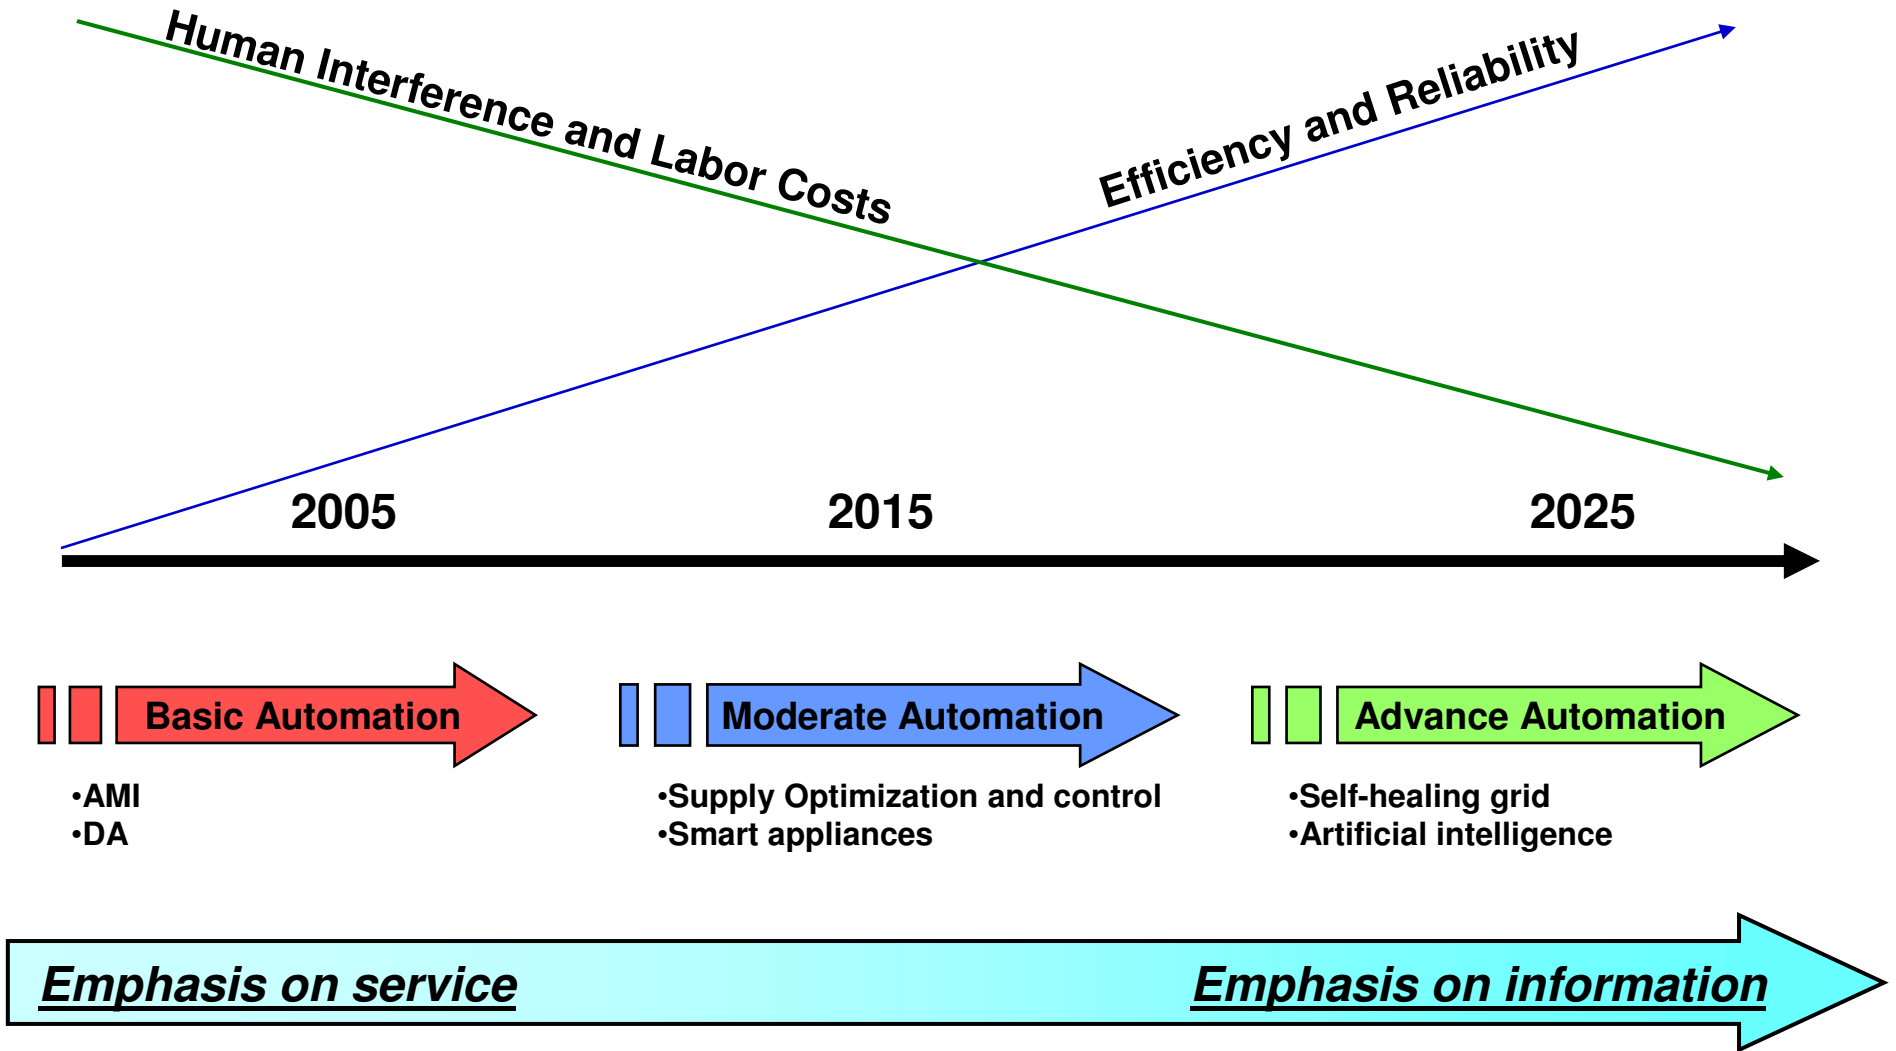 Human Interference and Labor Costs
Efficiency and Reliability
2005
2015
2025
Basic Automation
Moderate Automation
Advance Automation
•AMI
•DA
•Supply Optimization and control
•Smart appliances
•Self-healing grid
•Artificial intelligence
Emphasis on service
Emphasis on information